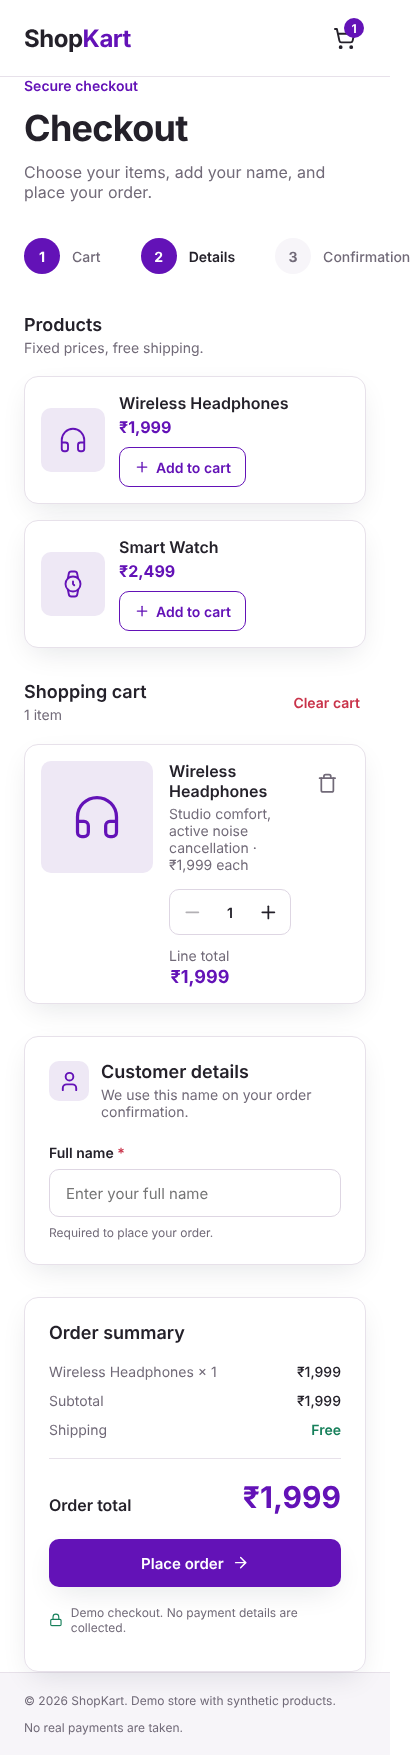 ShopKart
1
Secure checkout
Checkout
Choose your items, add your name, and
place your order.
1 Cart 2 Details 3 Confirmation
Products
Fixed prices, free shipping.
Wireless Headphones
₹1,999
+ Add to cart
Smart Watch
₹2,499
+ Add to cart
Shopping cart
1 item
Clear cart
Wireless
Headphones
Studio comfort,
active noise
cancellation ·
₹1,999 each
− 1 +
Line total
₹1,999
Customer details
We use this name on your order
confirmation.
Full name *
Enter your full name
Required to place your order.
Order summary
Wireless Headphones × 1 ₹1,999
Subtotal ₹1,999
Shipping Free
Order total ₹1,999
Place order →
Demo checkout. No payment details are
collected.
© 2026 ShopKart. Demo store with synthetic products.
No real payments are taken.